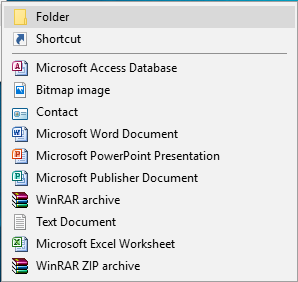 Folder
Shortcut
Microsoft Access Database
Bitmap image
Contact
Microsoft Word Document
Microsoft PowerPoint Presentation
Microsoft Publisher Document
WinRAR archive
Text Document
Microsoft Excel Worksheet
WinRAR ZIP archive